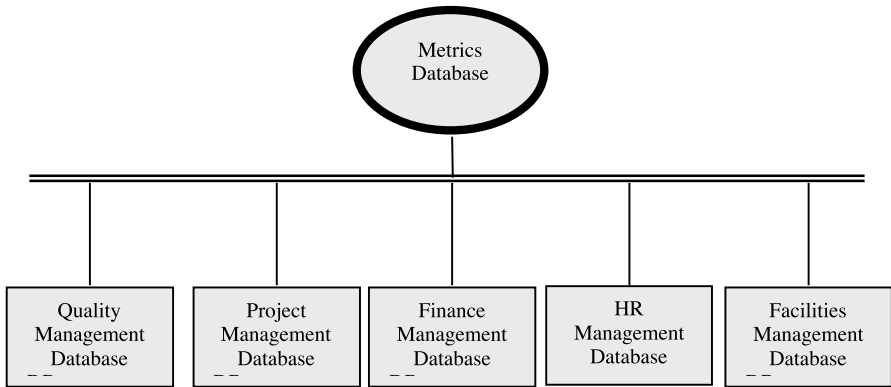 Metrics
Database
Quality
Management
Database
Project
Management
Database
Finance
Management
Database
HR
Management
Database
Facilities
Management
Database